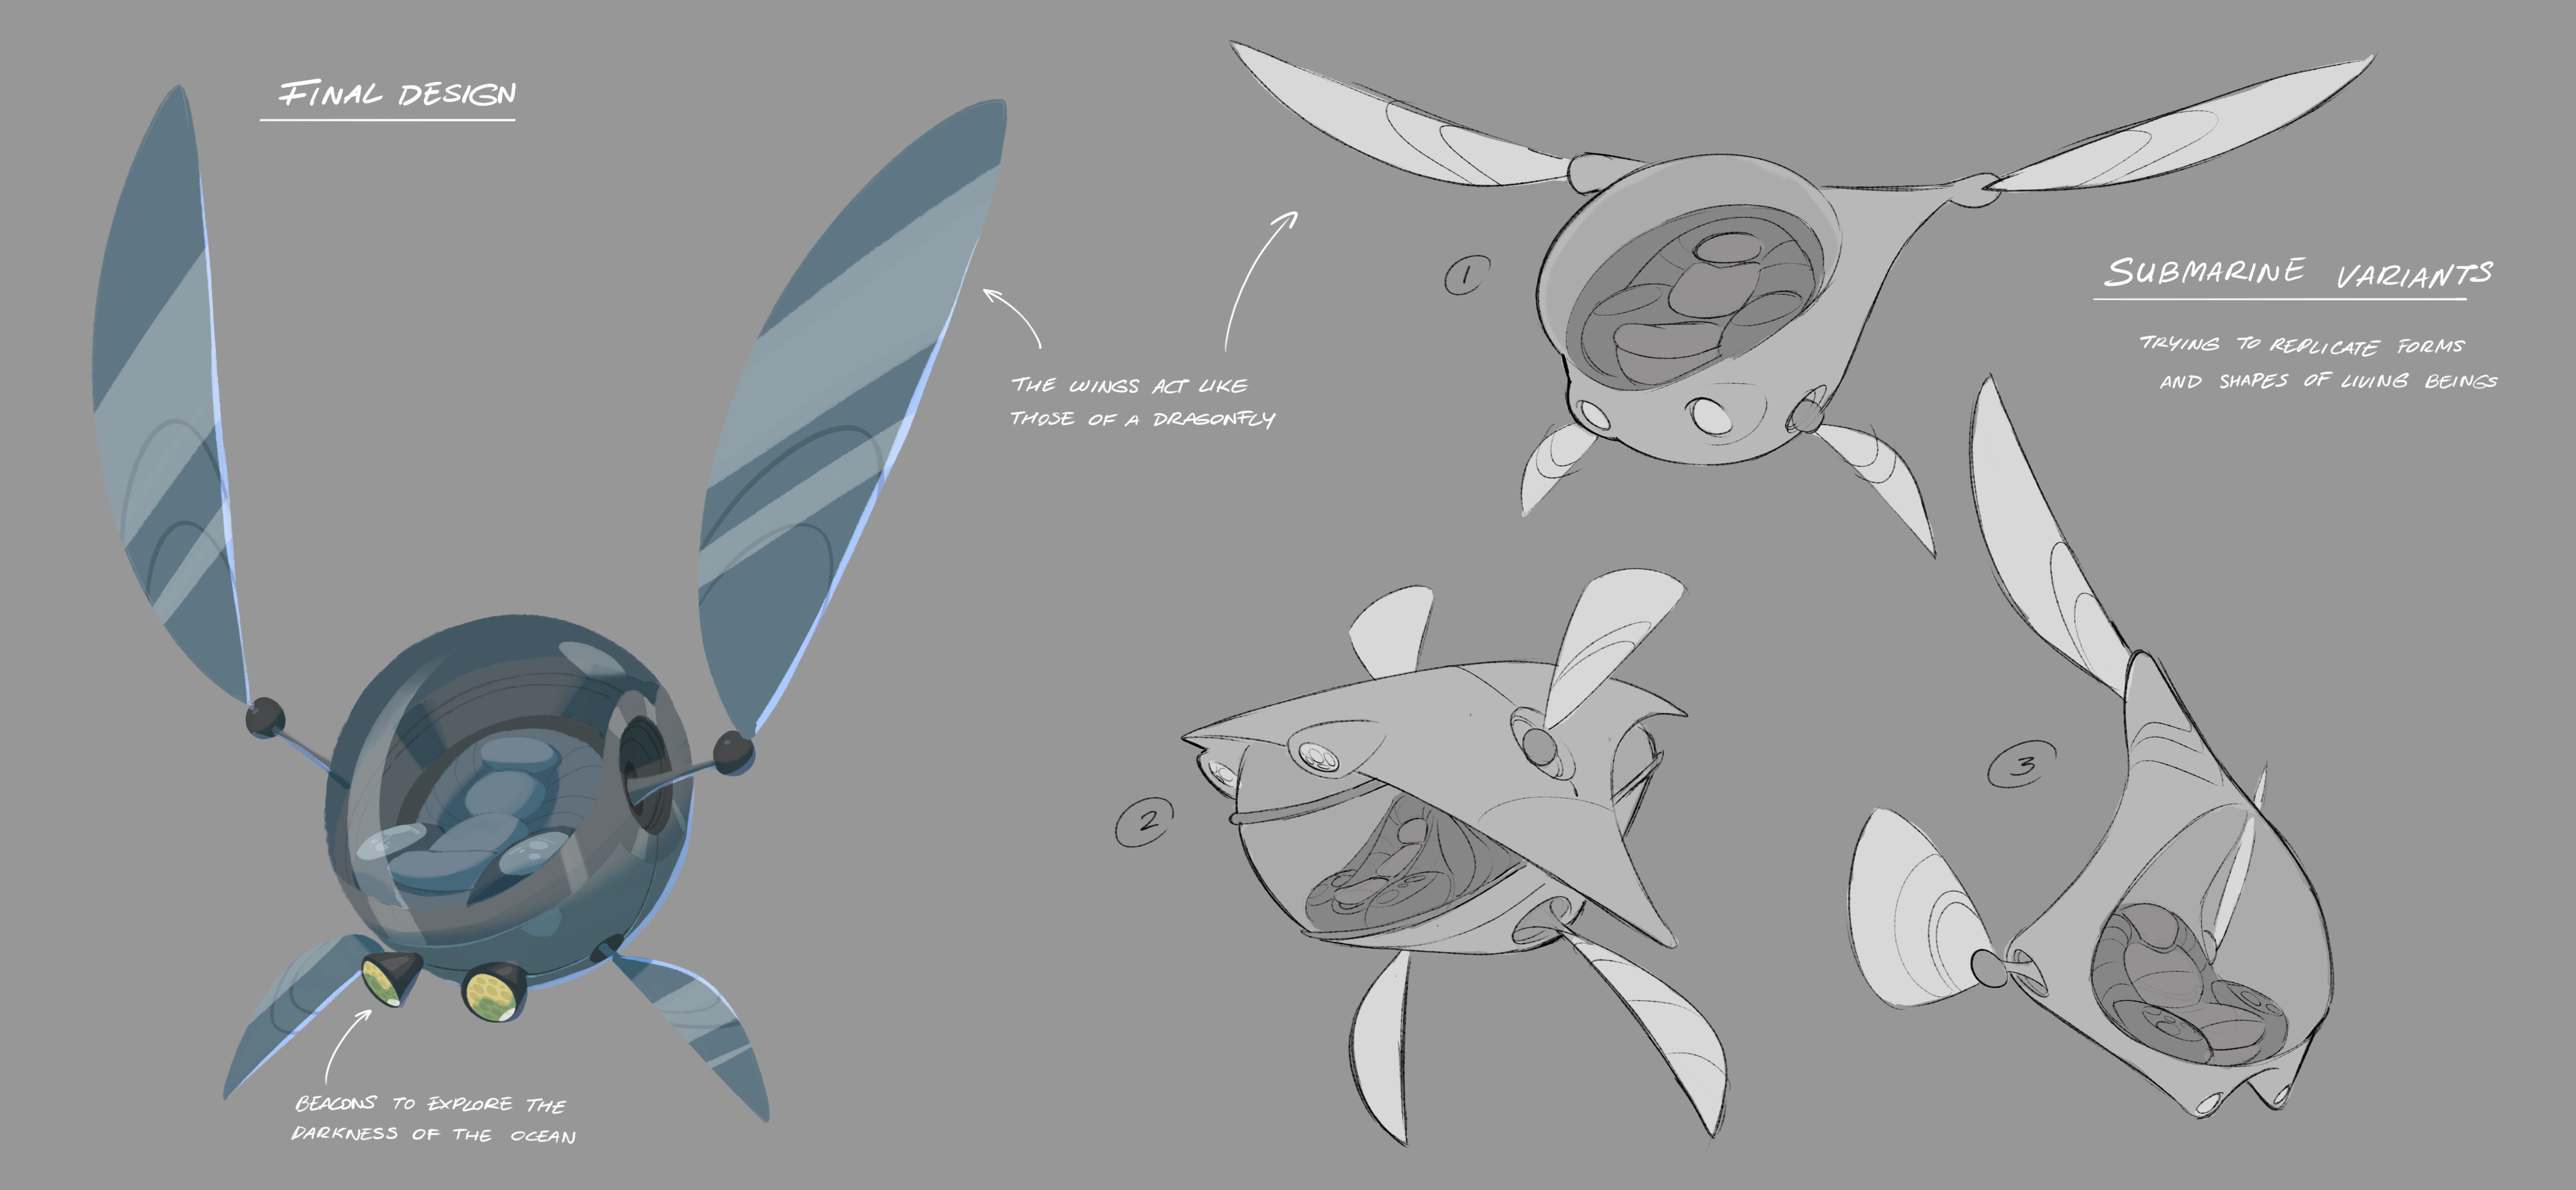 FINAL DESIGN
THE WINGS ACT LIKE
THOSE OF A DRAGONFLY
BEACONS TO EXPLORE THE
DARKNESS OF THE OCEAN
SUBMARINE VARIANTS
TRYING TO REPLICATE FORMS
AND SHAPES OF LIVING BEINGS
1
2
3